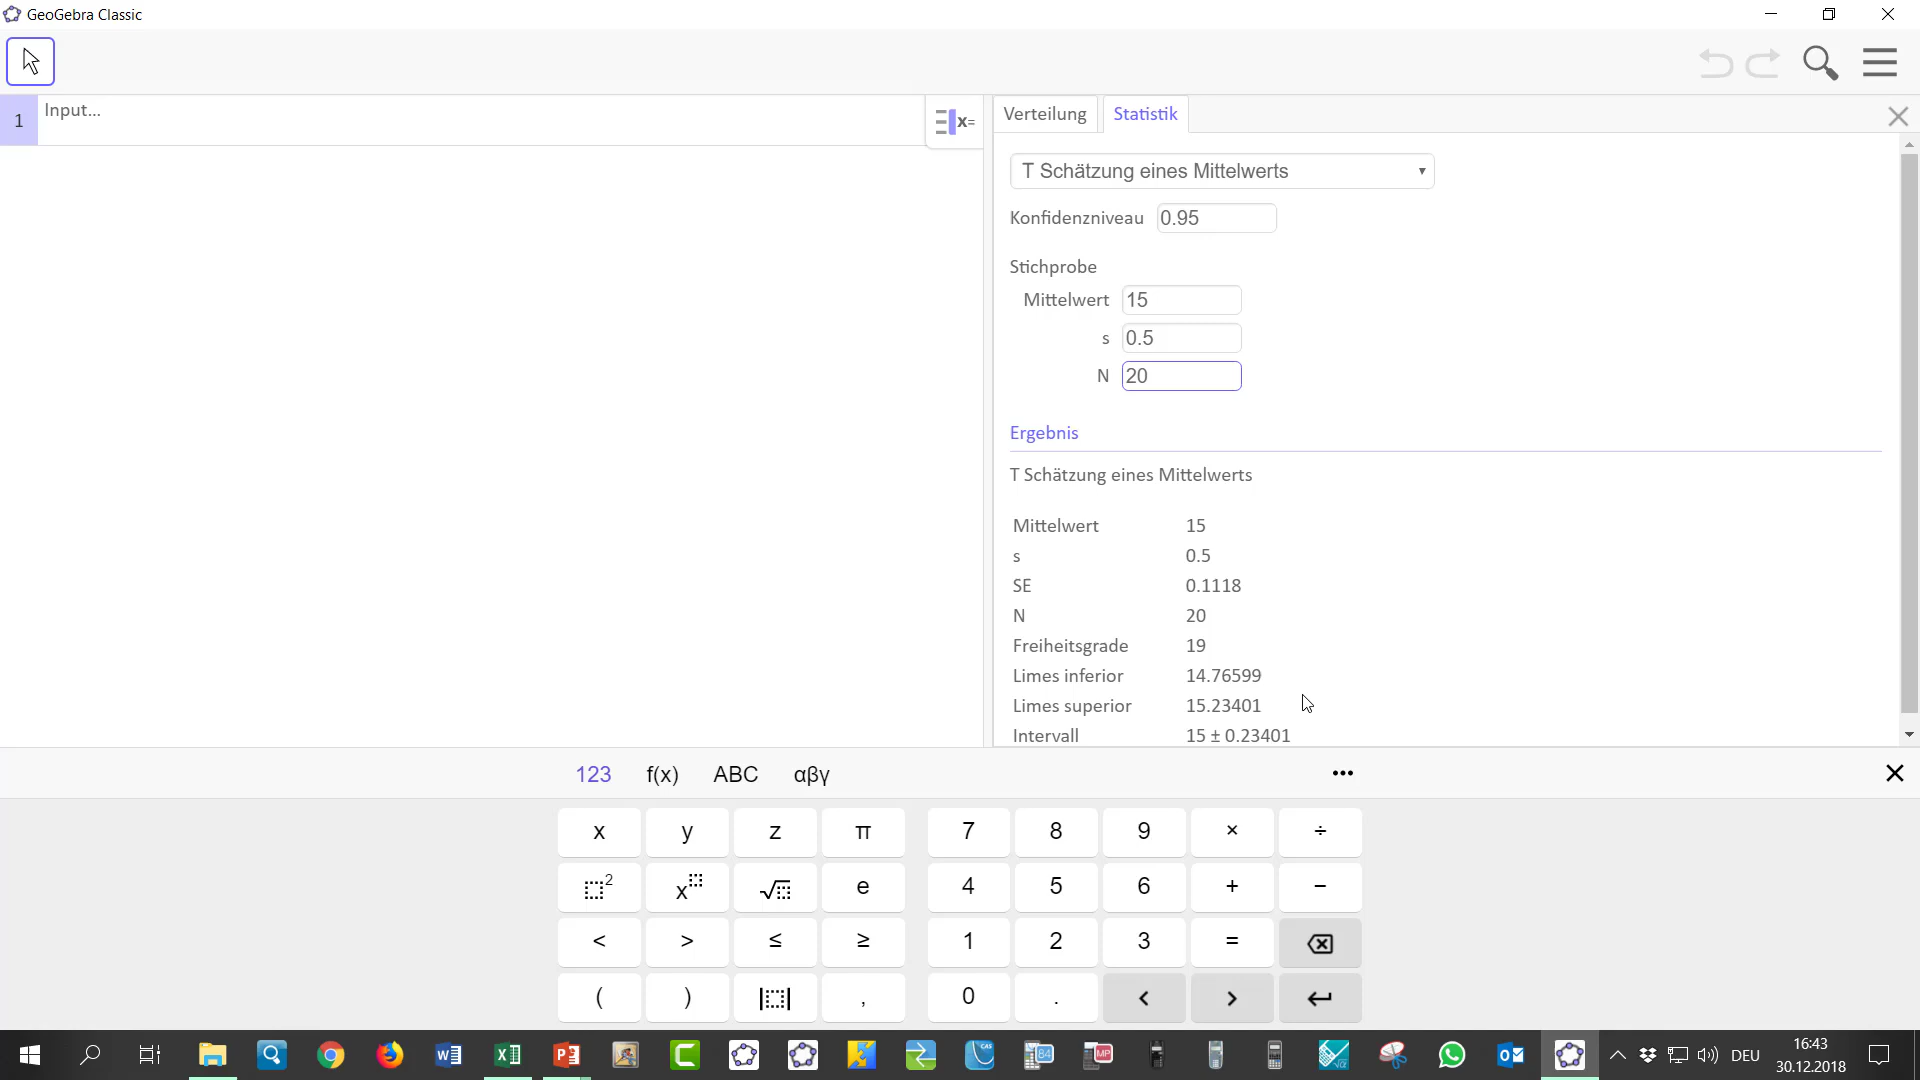 GeoGebra Classic
1 Input...
x=
Verteilung Statistik
T Schätzung eines Mittelwerts
Konfidenzniveau 0.95
Stichprobe
Mittelwert 15
s 0.5
N 20
Ergebnis
T Schätzung eines Mittelwerts
Mittelwert 15
s 0.5
SE 0.1118
N 20
Freiheitsgrade 19
Limes inferior 14.76599
Limes superior 15.23401
Intervall 15 ± 0.23401
123 f(x) ABC αβγ •••
x y z π 7 8 9 × ÷
2 x √ e 4 5 6 + −
< > ≤ ≥ 1 2 3 =
( ) | | , 0 . < >
DEU
16:43
30.12.2018